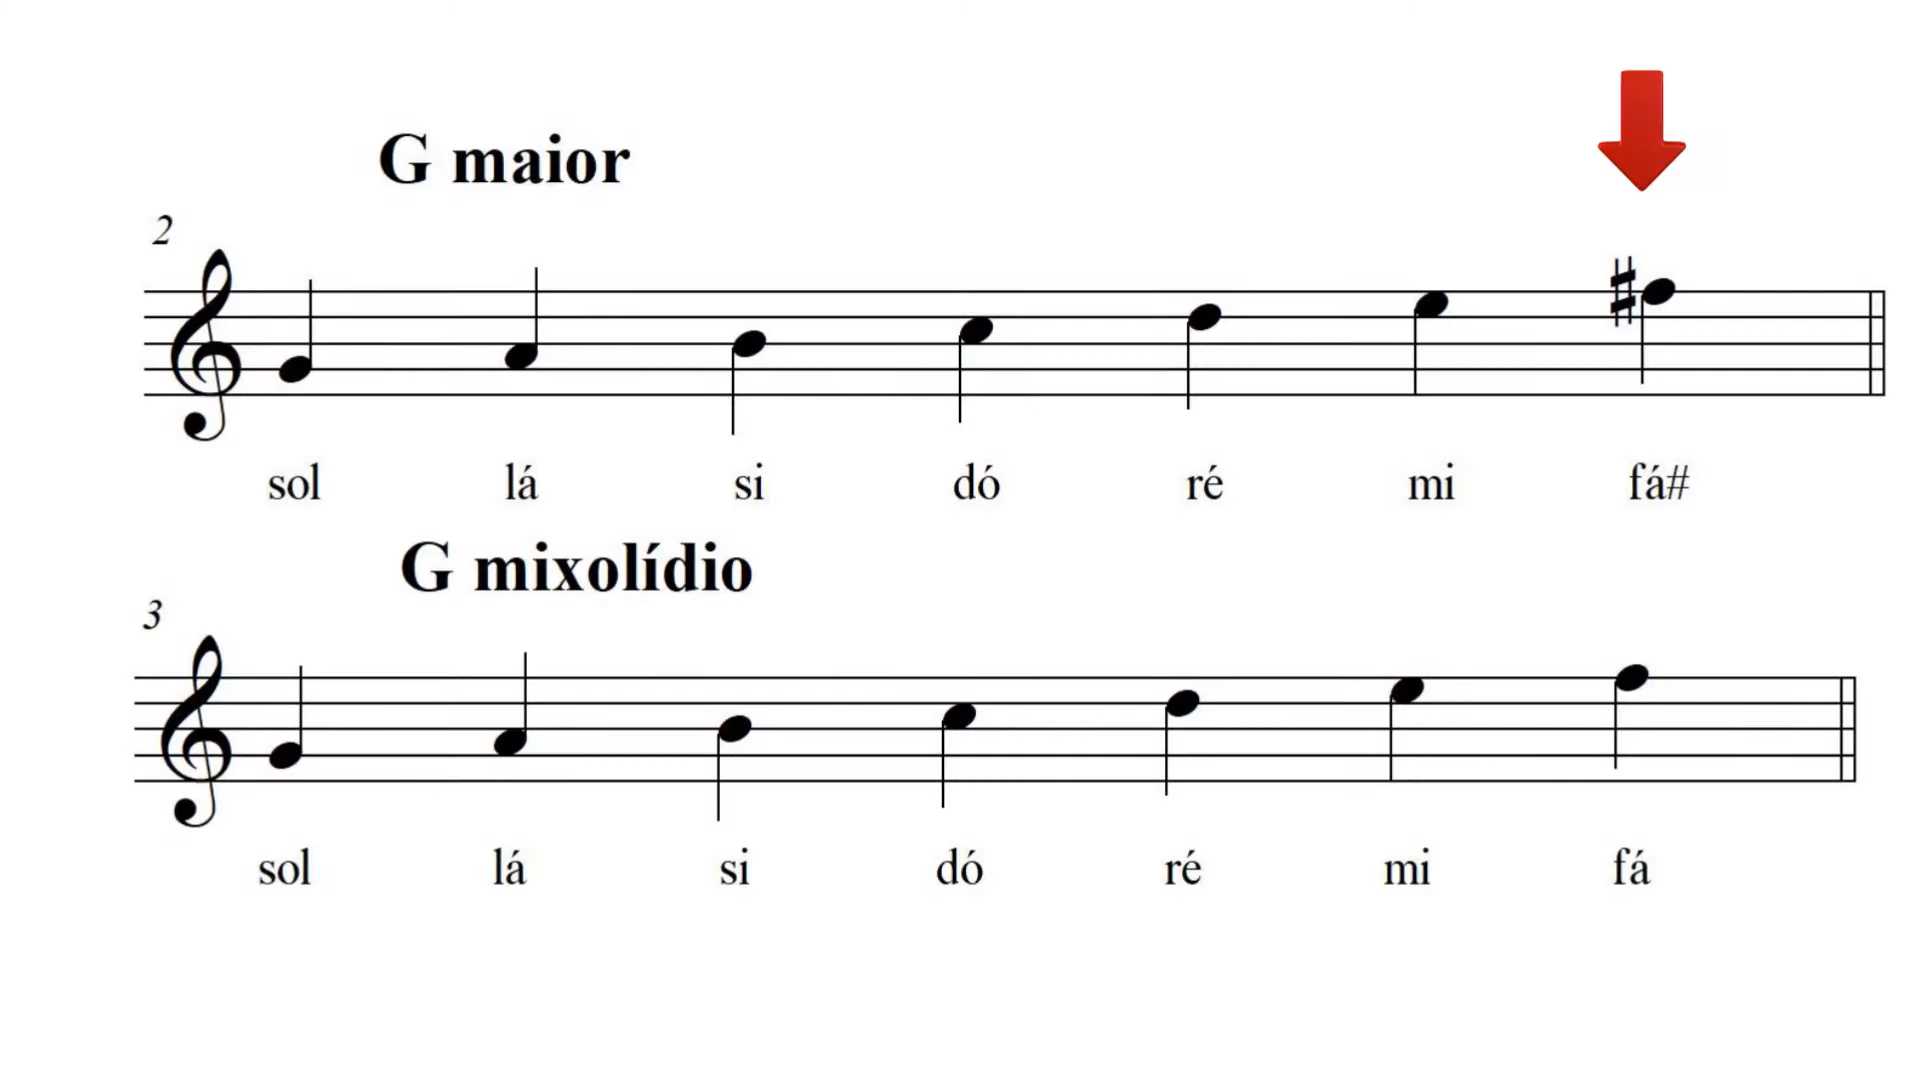 G maior
2
sol lá si dó ré mi fá#
G mixolídio
3
sol lá si dó ré mi fá